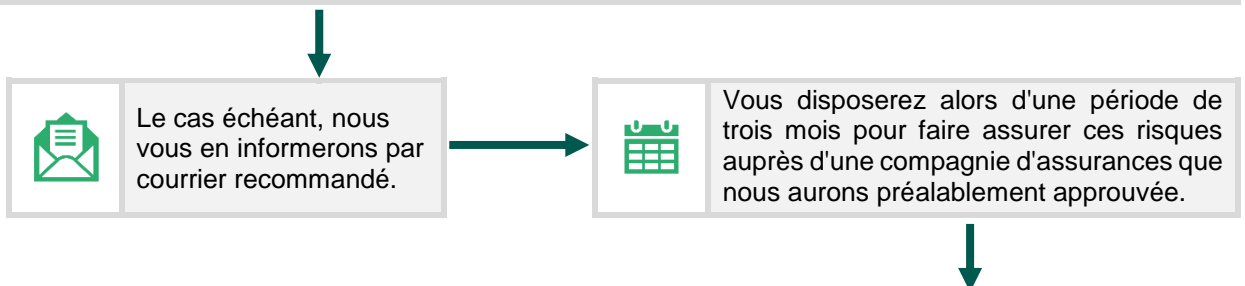 Le cas échéant, nous
vous en informerons par
courrier recommandé.
Vous disposerez alors d'une période de
trois mois pour faire assurer ces risques
auprès d'une compagnie d'assurances que
nous aurons préalablement approuvée.